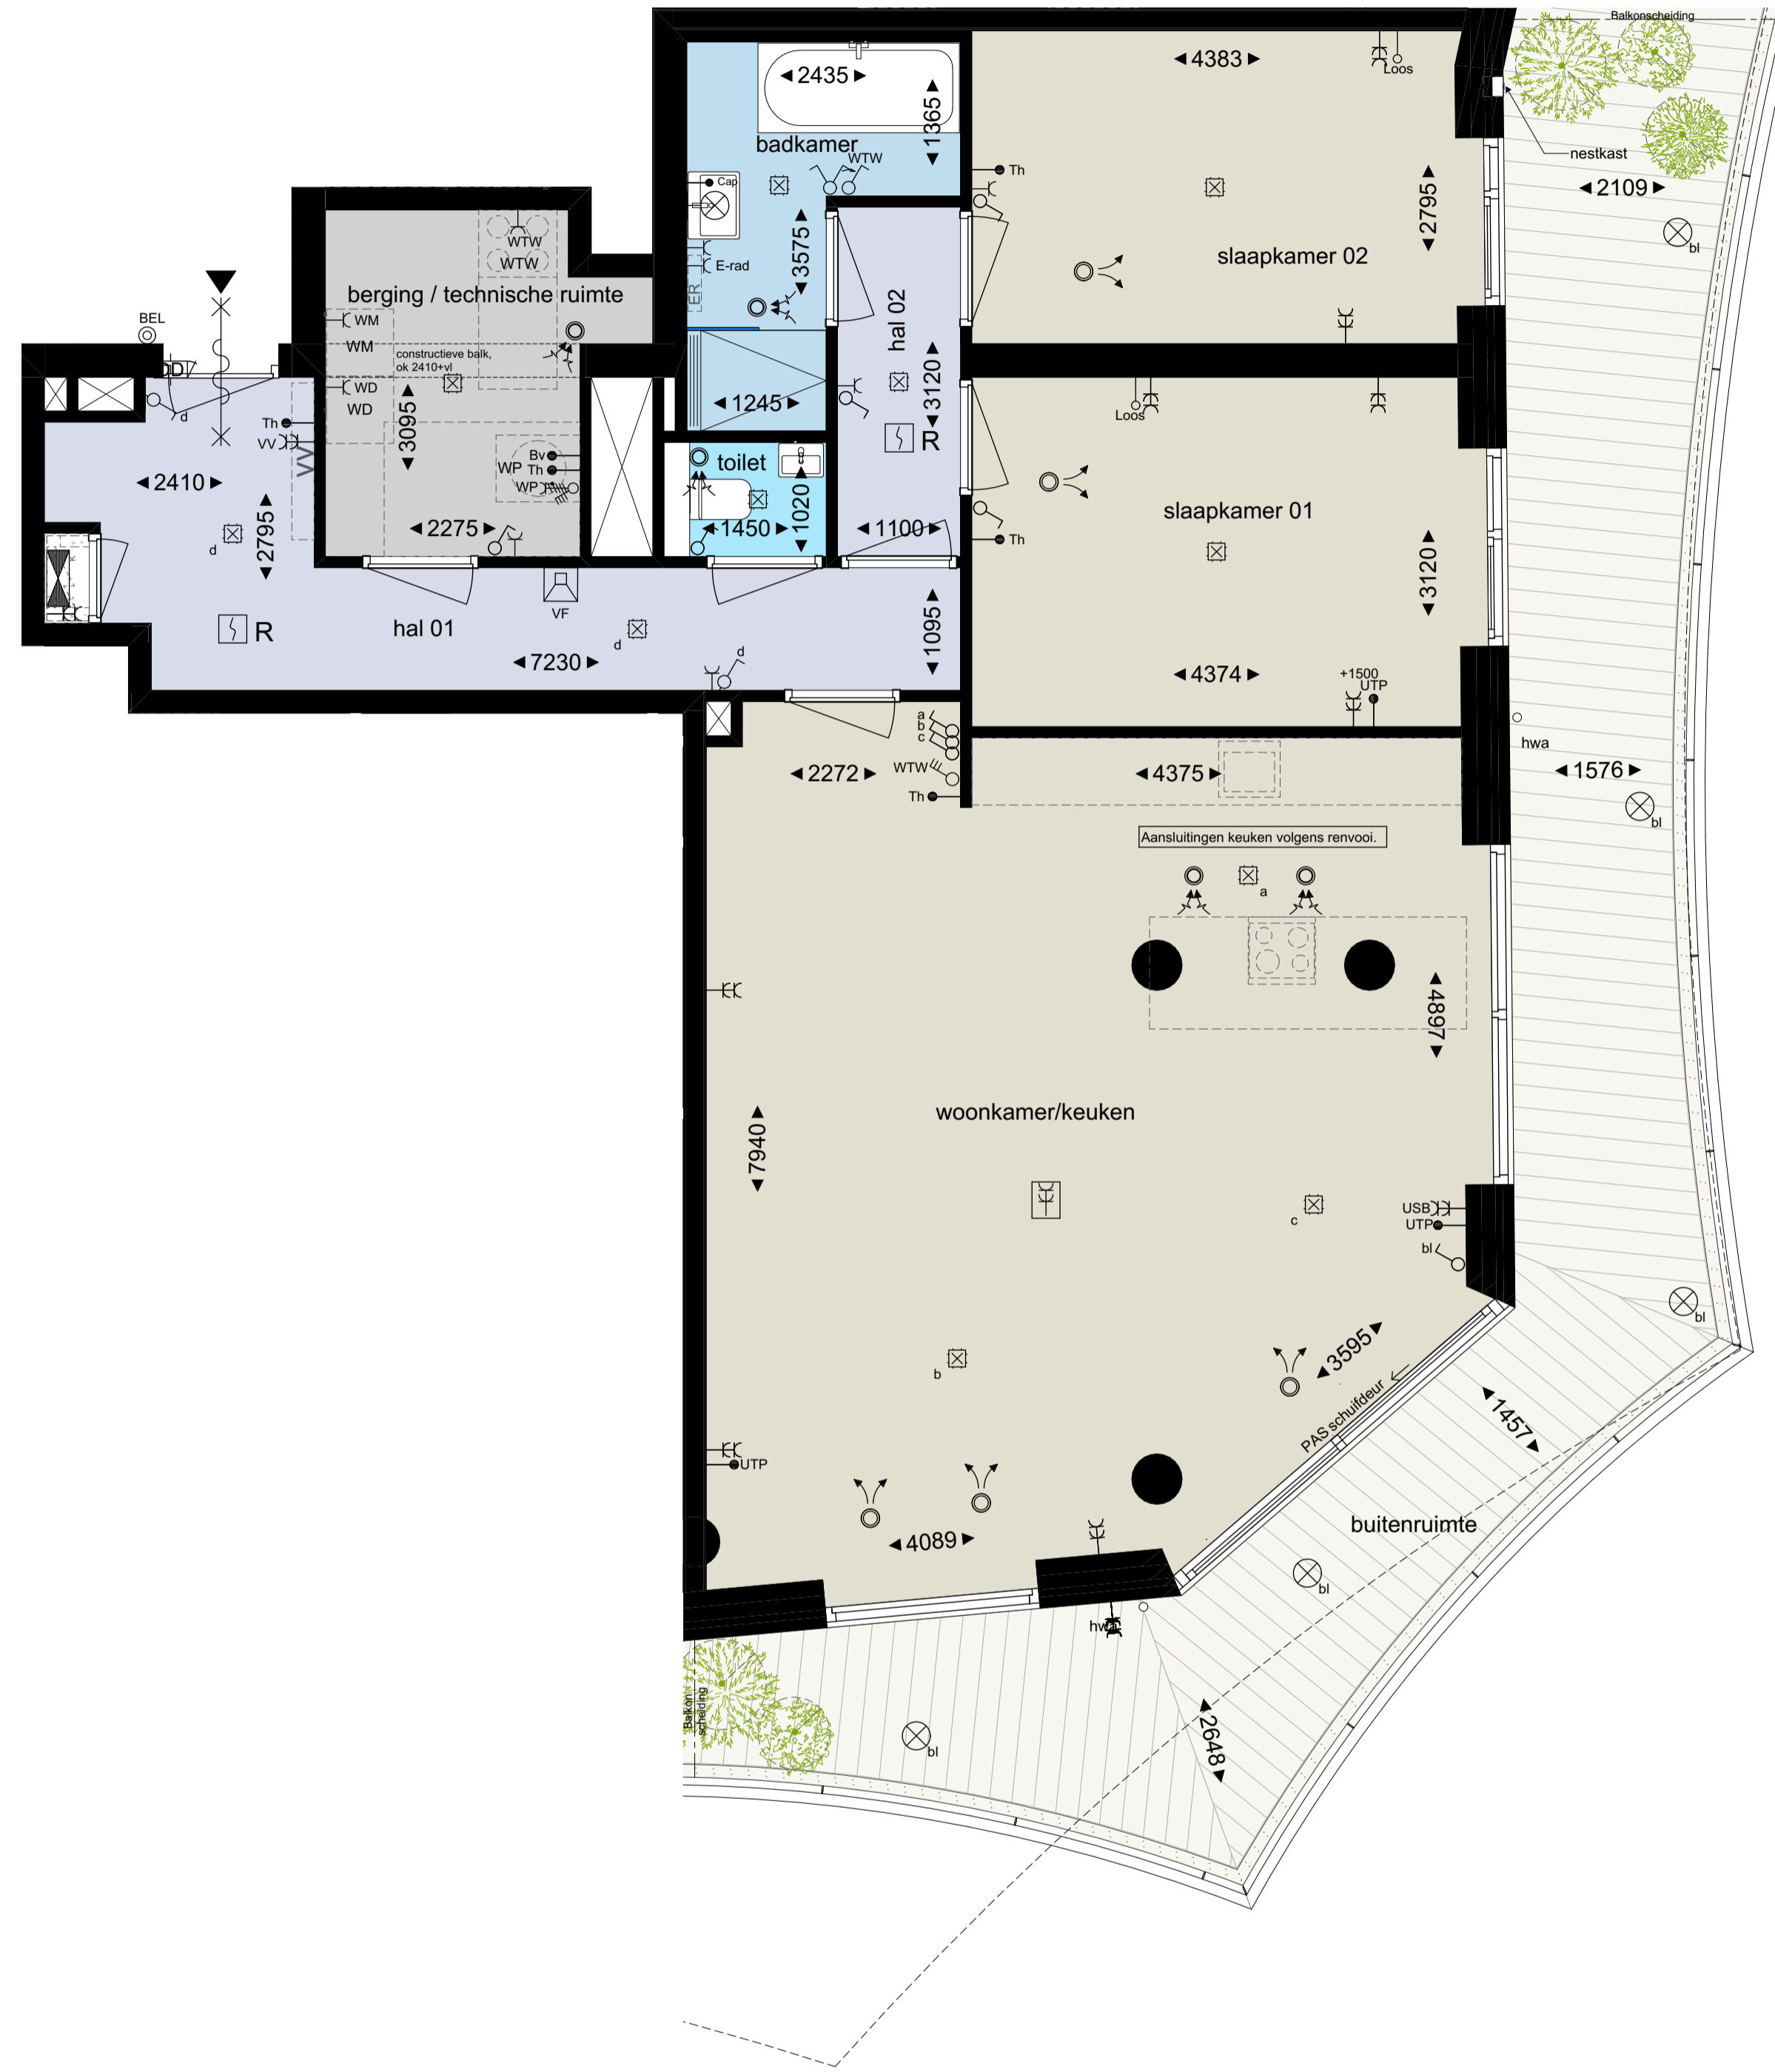 Balkonscheiding
2435
4383
Loos
1365
badkamer
WTW
Th
nestkast
2109
Cap
2795
bl
WTW
WTW
3575
slaapkamer 02
E-rad
ER
berging / technische ruimte
hal 02
BEL
WM
WM
constructieve balk,
ok 2410+vl
WD
WD
3095
3120
1245
Loos
d
Th
VV
VV
R
Bv
WP
Th
WP
toilet
2410
2795
1020
slaapkamer 01
2275
1450
1100
Th
d
3120
VF
R
hal 01
d
1095
7230
d
4374
+1500
UTP
a
b
c
hwa
2272
WTW
4375
1576
Th
bl
Aansluitingen keuken volgens renvooi.
a
4897
woonkamer/keuken
7940
USB
UTP
c
bl
bl
3595
b
PAS schuifdeur
1457
UTP
buitenruimte
4089
bl
hwa
Balkon
scheiding
2648
bl